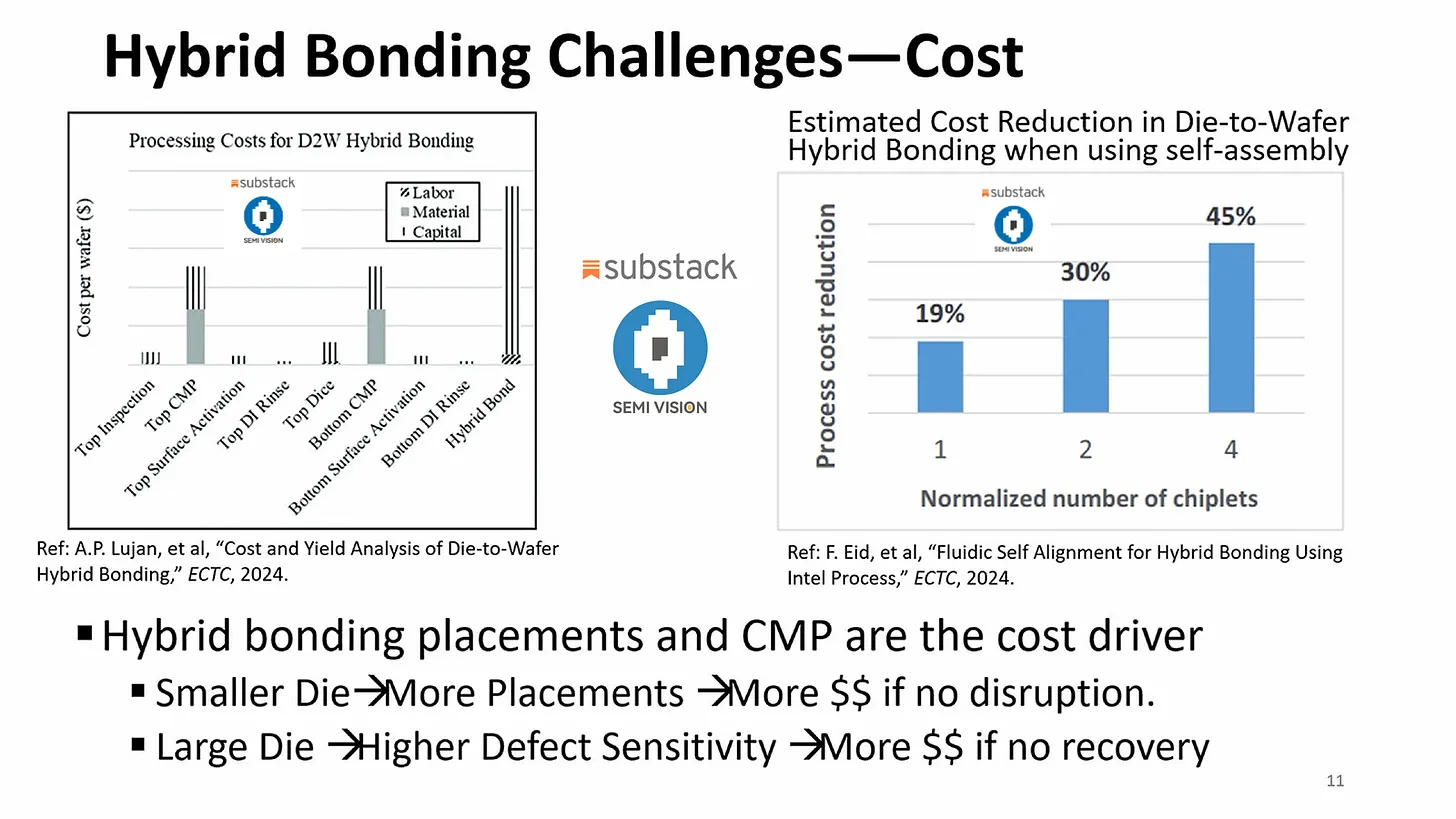 Hybrid Bonding Challenges—Cost
Processing Costs for D2W Hybrid Bonding
substack
SEMI VISION
Labor
Material
Capital
Cost per wafer ($)
Top Inspection
Top CMP
Top Surface Activation
Top DI Rinse
Top Dice
Bottom CMP
Bottom Surface Activation
Bottom DI Rinse
Hybrid Bond
Ref: A.P. Lujan, et al, “Cost and Yield Analysis of Die-to-Wafer
Hybrid Bonding,” ECTC, 2024.
substack
SEMI VISION
Estimated Cost Reduction in Die-to-Wafer
Hybrid Bonding when using self-assembly
substack
SEMI VISION
Process cost reduction
19%
30%
45%
1
2
4
Normalized number of chiplets
Ref: F. Eid, et al, “Fluidic Self Alignment for Hybrid Bonding Using
Intel Process,” ECTC, 2024.
▪ Hybrid bonding placements and CMP are the cost driver
▪ Smaller Die→More Placements →More $$ if no disruption.
▪ Large Die →Higher Defect Sensitivity →More $$ if no recovery
11